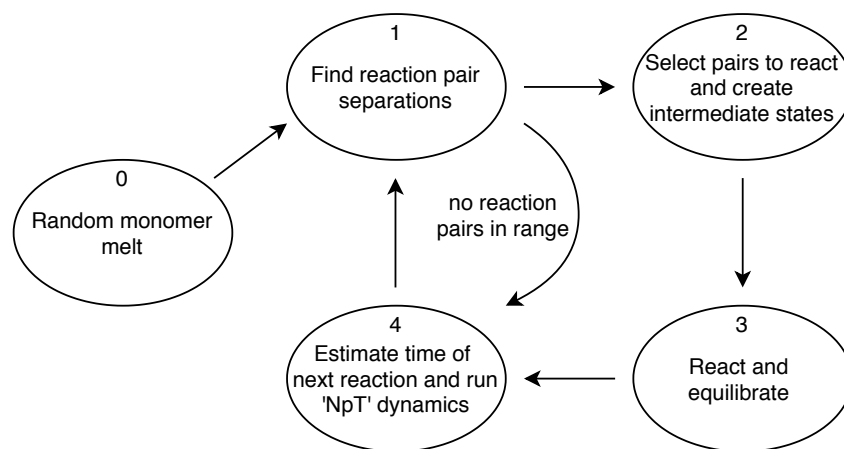 1
Find reaction pair
separations
2
Select pairs to react
and create
intermediate states
0
Random monomer
melt
no reaction
pairs in range
4
Estimate time of
next reaction and run
'NpT' dynamics
3
React and
equilibrate